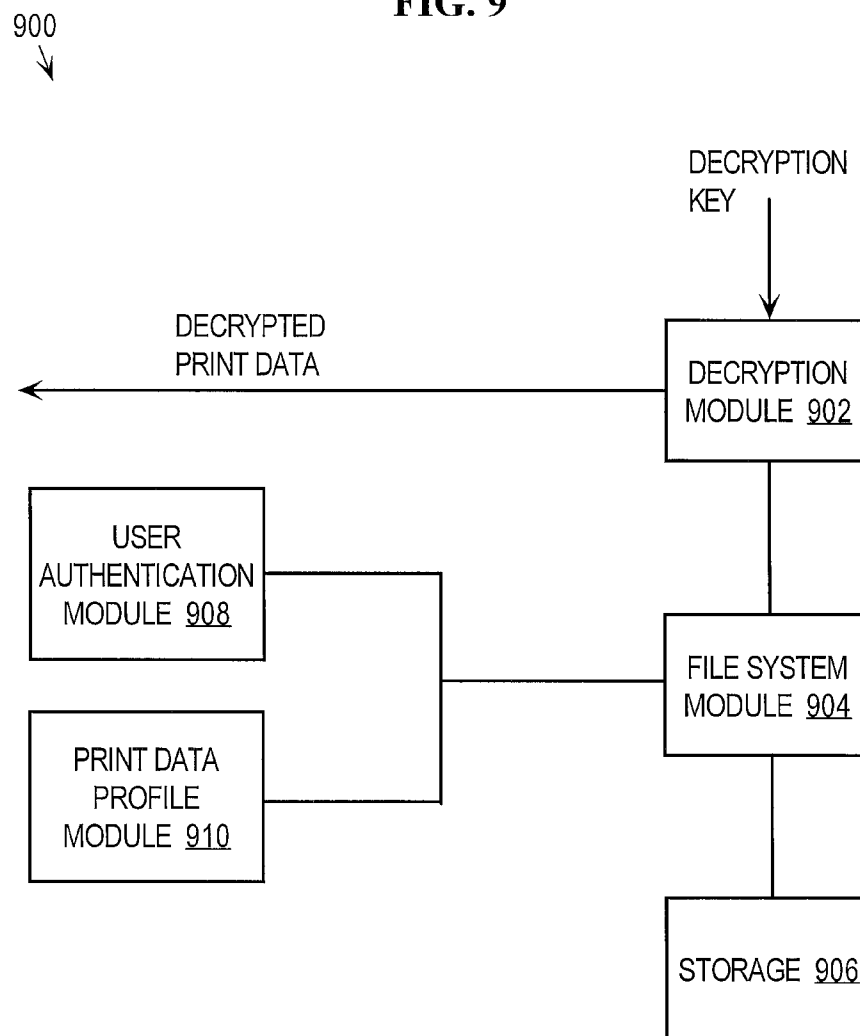 FIG. 9
900
DECRYPTION
KEY
DECRYPTED
PRINT DATA
DECRYPTION
MODULE 902
USER
AUTHENTICATION
MODULE 908
FILE SYSTEM
MODULE 904
PRINT DATA
PROFILE
MODULE 910
STORAGE 906